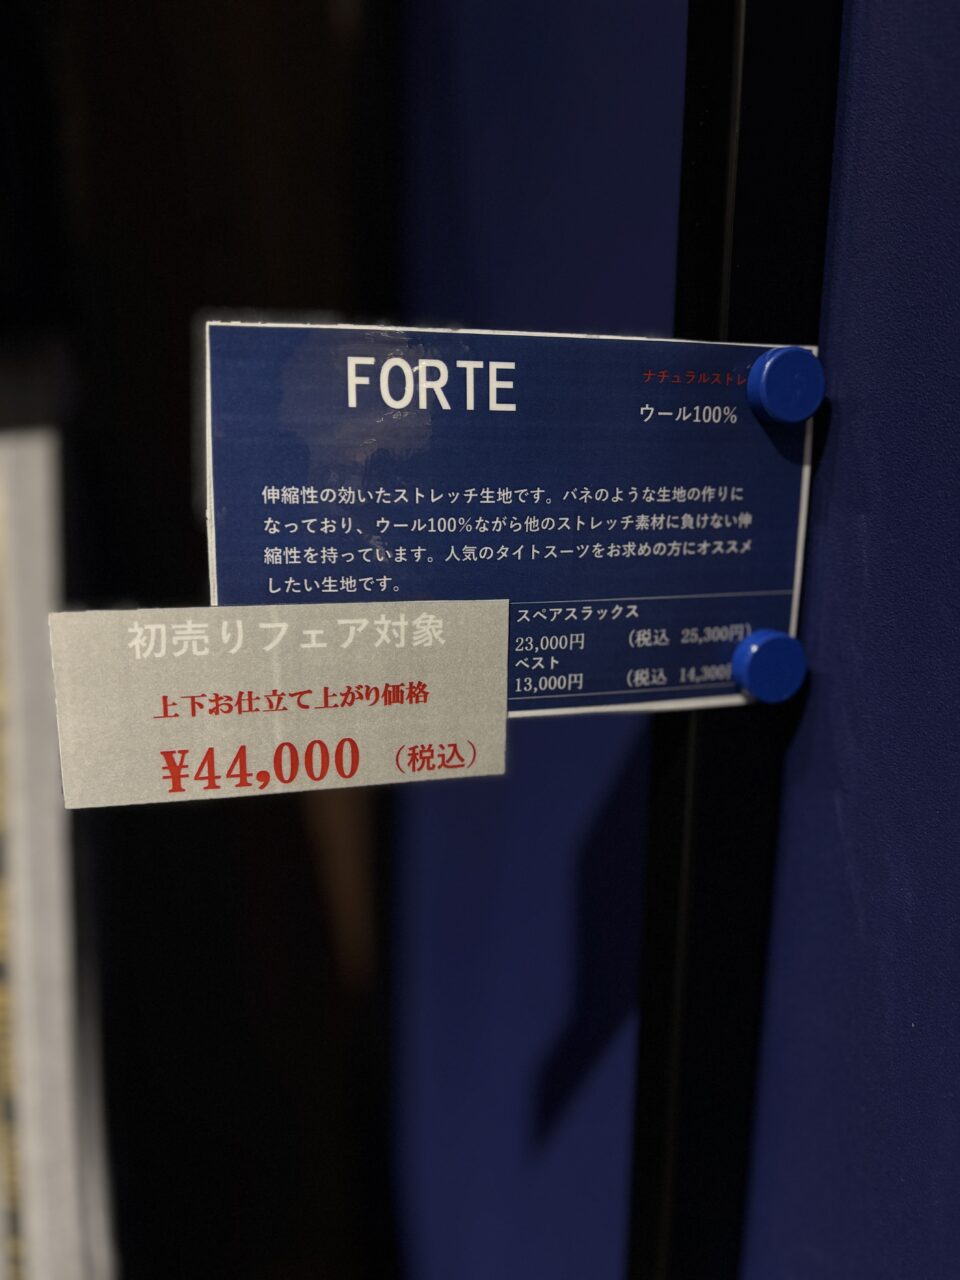 FORTE
ナチュラルストレ
ウール100%
伸縮性の効いたストレッチ生地です。バネのような生地の作りに
なっており、ウール100%ながら他のストレッチ素材に負けない伸
縮性を持っています。人気のタイトスーツをお求めの方にオススメ
したい生地です。
スペアスラックス
23,000円 (税込 25,300円)
ベスト
13,000円 (税込 14,300
初売りフェア対象
上下お仕立て上がり価格
¥44,000 (税込)